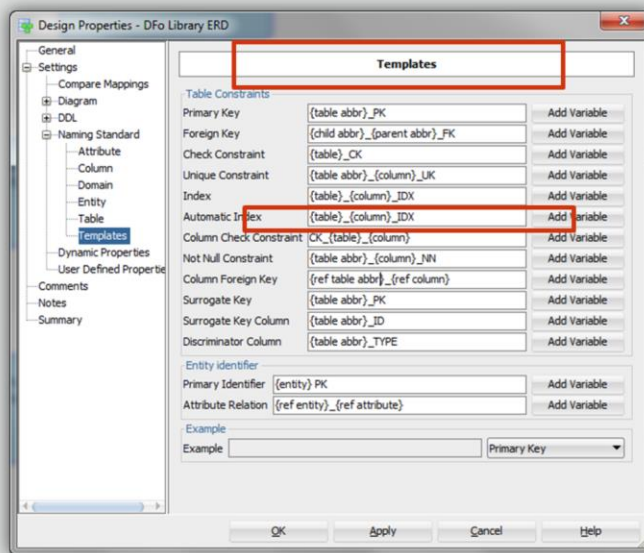 Design Properties - DFo Library ERD
General
Settings
Compare Mappings
Diagram
DDL
Naming Standard
Attribute
Column
Domain
Entity
Table
Templates
Dynamic Properties
User Defined Propertie
Comments
Notes
Summary
Templates
Table Constraints
Primary Key {table abbr}_PK Add Variable
Foreign Key {child abbr}_{parent abbr}_FK Add Variable
Check Constraint {table}_CK Add Variable
Unique Constraint {table abbr}_{column}_UK Add Variable
Index {table}_{column}_IDX Add Variable
Automatic Index {table}_{column}_IDX Add Variable
Column Check Constraint CK_{table}_{column} Add Variable
Not Null Constraint {table abbr}_{column}_NN Add Variable
Column Foreign Key {ref table abbr}_{ref column} Add Variable
Surrogate Key {table abbr}_PK Add Variable
Surrogate Key Column {table abbr}_ID Add Variable
Discriminator Column {table abbr}_TYPE Add Variable
Entity identifier
Primary Identifier {entity} PK Add Variable
Attribute Relation {ref entity}_{ref attribute} Add Variable
Example
Example Primary Key
OK Apply Cancel Help